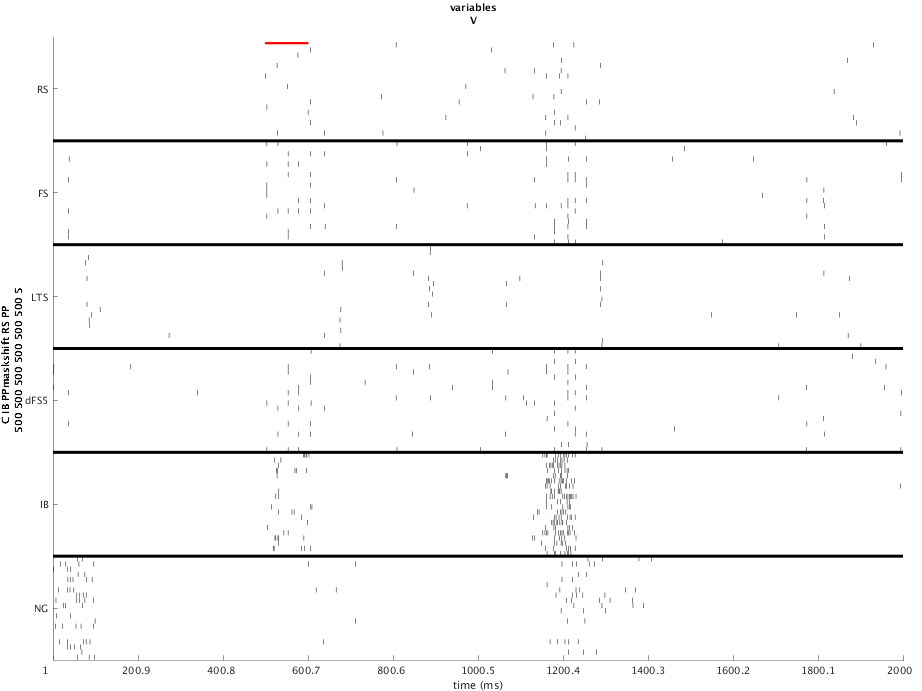 variables
V
RS
FS
LTS
dFS5
IB
NG
C IB PPmaskshift RS PP
500 500 500 500 500 500 5
1 200.9 400.8 600.7 800.6 1000.5 1200.4 1400.3 1600.2 1800.1 2000
time (ms)